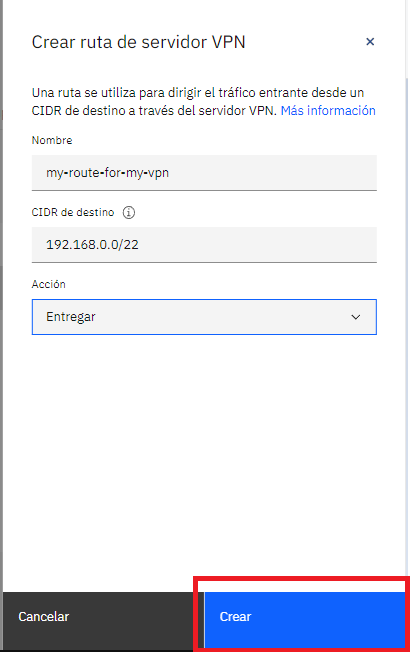 Crear ruta de servidor VPN
Una ruta se utiliza para dirigir el tráfico entrante desde un
CIDR de destino a través del servidor VPN. Más información
Nombre
my-route-for-my-vpn
CIDR de destino
192.168.0.0/22
Acción
Entregar
Cancelar
Crear